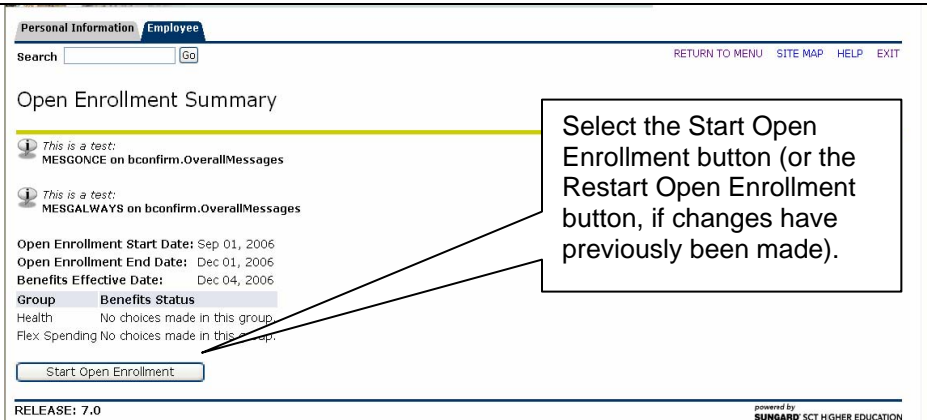 Personal Information Employee
Search Go RETURN TO MENU SITE MAP HELP EXIT
Open Enrollment Summary
Select the Start Open
Enrollment button (or the
Restart Open Enrollment
button, if changes have
previously been made).
This is a test:
MESGONCE on bconfirm.OverallMessages
This is a test:
MESGALWAYS on bconfirm.OverallMessages
Open Enrollment Start Date: Sep 01, 2006
Open Enrollment End Date: Dec 01, 2006
Benefits Effective Date: Dec 04, 2006
Group Benefits Status
Health No choices made in this group.
Flex Spending No choices made in this group.
Start Open Enrollment
RELEASE: 7.0
powered by
SUNGARD' SCT HIGHER EDUCATION